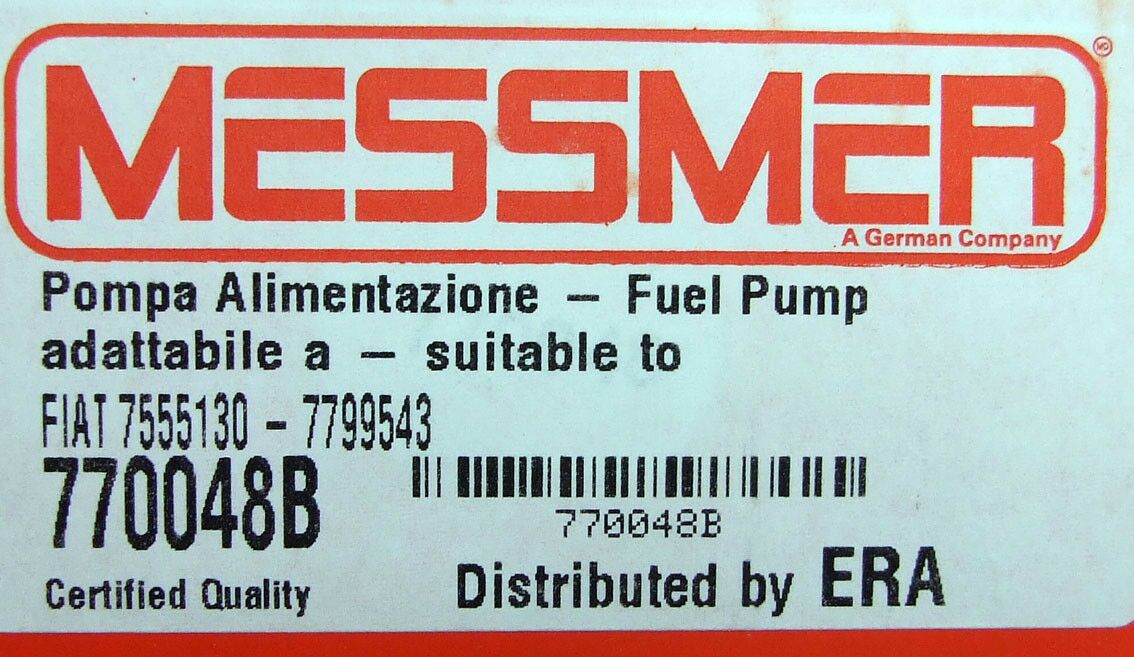 MESSMER
A German Company
Pompa Alimentazione – Fuel Pump
adattabile a – suitable to
FIAT 7555130 - 7799543
770048B
770048B
Certified Quality
Distributed by ERA